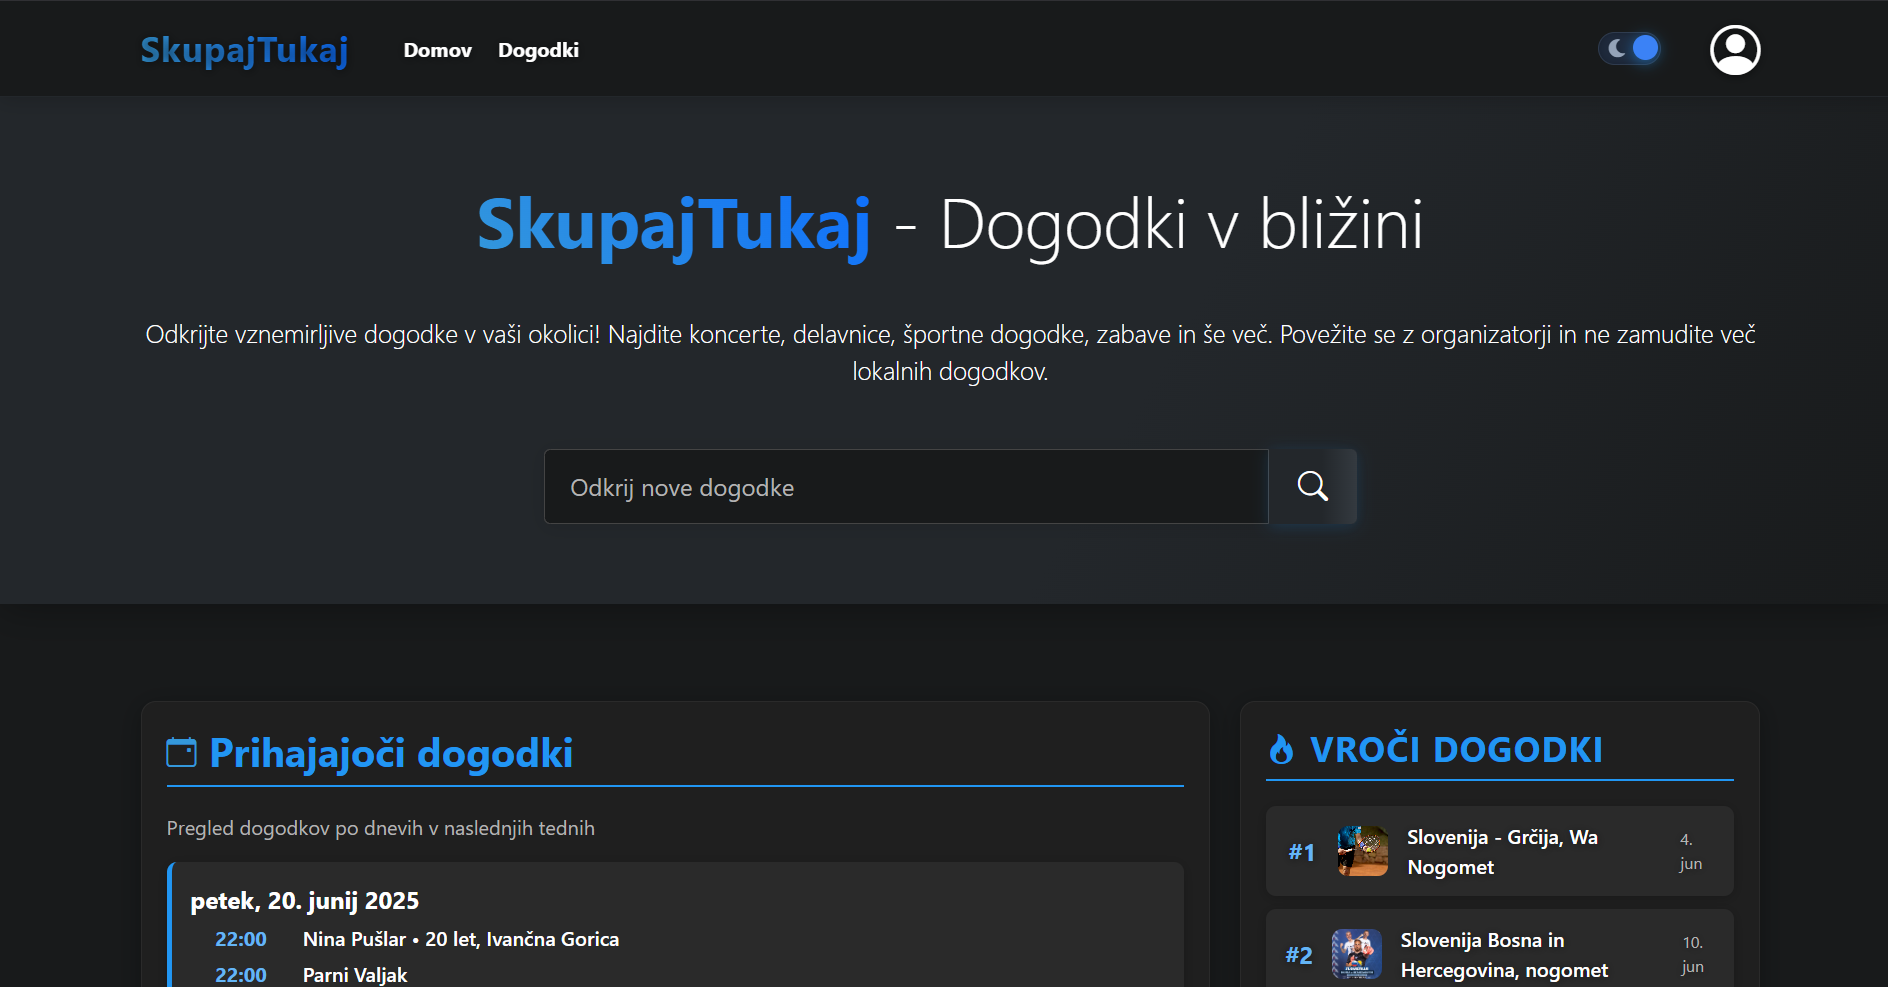 SkupajTukaj
Domov
Dogodki
SkupajTukaj - Dogodki v bližini
Odkrijte vznemirljive dogodke v vaši okolici! Najdite koncerte, delavnice, športne dogodke, zabave in še več. Povežite se z organizatorji in ne zamudite več
lokalnih dogodkov.
Odkrij nove dogodke
Prihajajoči dogodki
Pregled dogodkov po dnevih v naslednjih tednih
petek, 20. junij 2025
22:00 Nina Pušlar • 20 let, Ivančna Gorica
22:00 Parni Valjak
VROČI DOGODKI
#1
Slovenija - Grčija, Wa
Nogomet
4.
jun
#2
Slovenija Bosna in
Hercegovina, nogomet
10.
jun